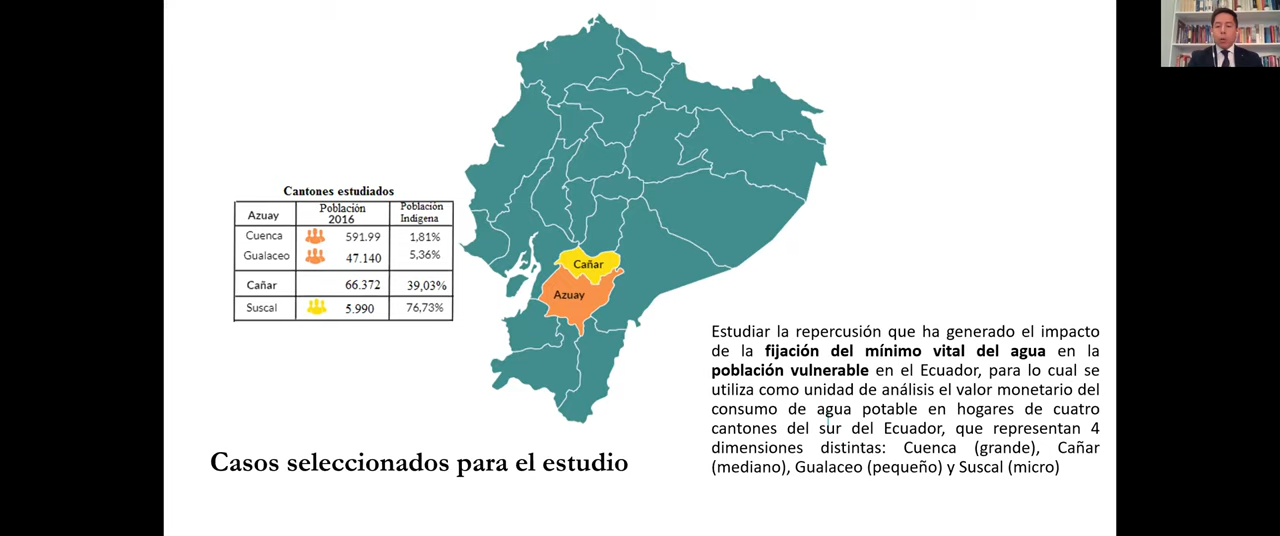 Cantones estudiados
Azuay
Población
2016
Población
Indígena
Cuenca 591.99 1,81%
Gualaceo 47.140 5,36%
Cañar 66.372 39,03%
Suscal 5.990 76,73%
Cañar
Azuay
Estudiar la repercusión que ha generado el impacto
de la fijación del mínimo vital del agua en la
población vulnerable en el Ecuador, para lo cual se
utiliza como unidad de análisis el valor monetario del
consumo de agua potable en hogares de cuatro
cantones del sur del Ecuador, que representan 4
dimensiones distintas: Cuenca (grande), Cañar
(mediano), Gualaceo (pequeño) y Suscal (micro)
Casos seleccionados para el estudio